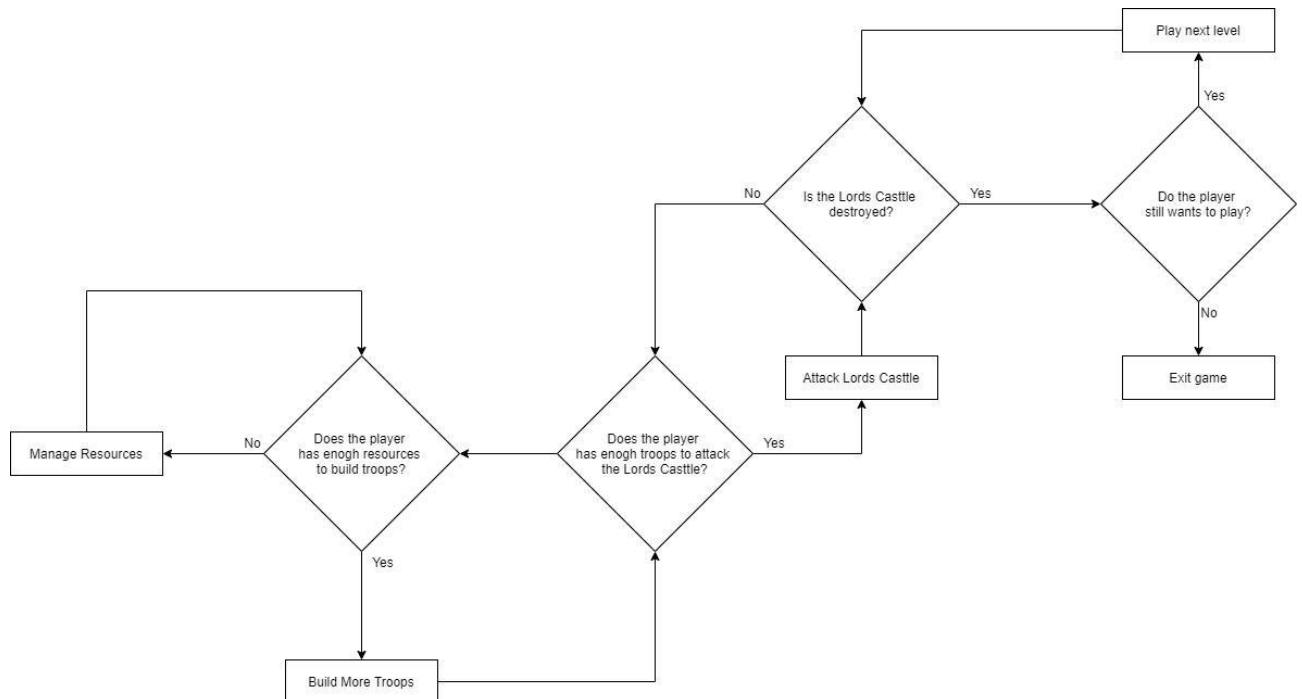 Play next level
Yes
No
Is the Lords Casttle
destroyed?
Yes
Do the player
still wants to play?
No
Attack Lords Casttle
Exit game
Manage Resources
No
Does the player
has enogh resources
to build troops?
Does the player
has enogh troops to attack
the Lords Casttle?
Yes
Yes
Build More Troops